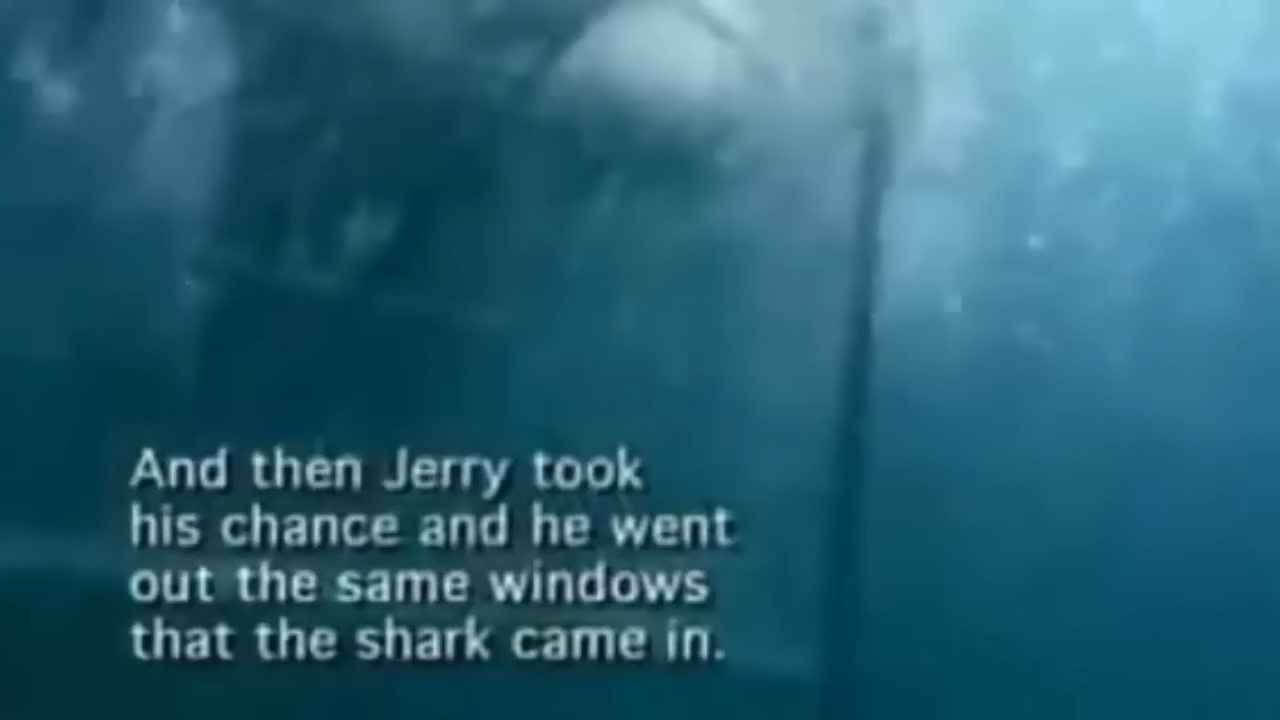 And then Jerry took
his chance and he went
out the same windows
that the shark came in.